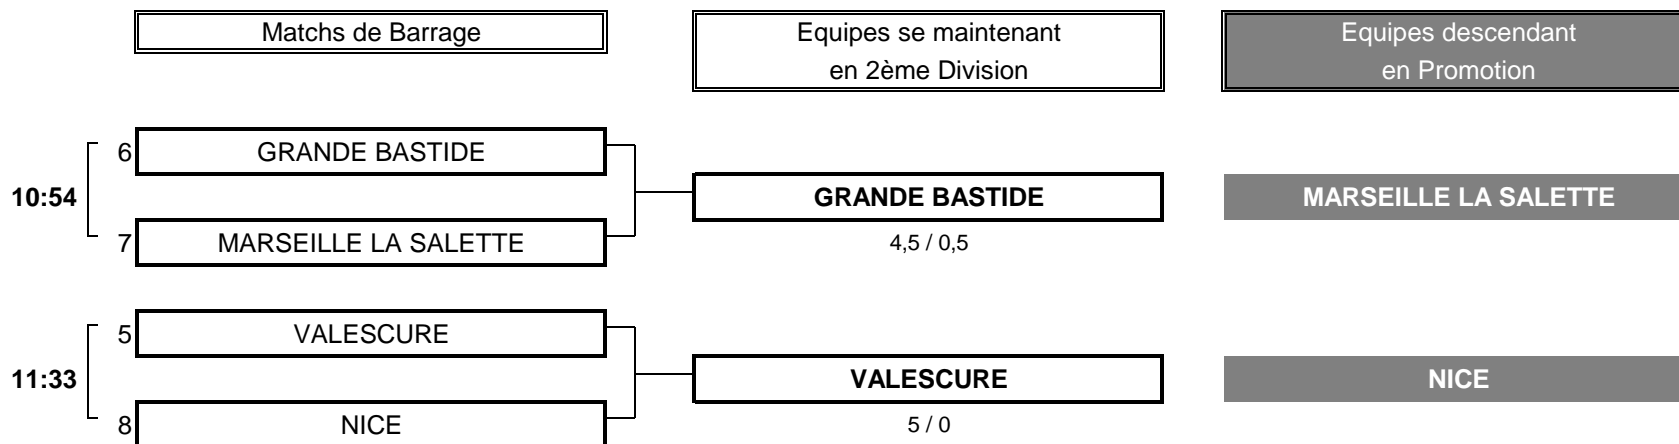 Matchs de Barrage
Equipes se maintenant
en 2ème Division
Equipes descendant
en Promotion
6 GRANDE BASTIDE
10:54
GRANDE BASTIDE
MARSEILLE LA SALETTE
7 MARSEILLE LA SALETTE
4,5 / 0,5
5 VALESCURE
11:33
VALESCURE
NICE
8 NICE
5 / 0